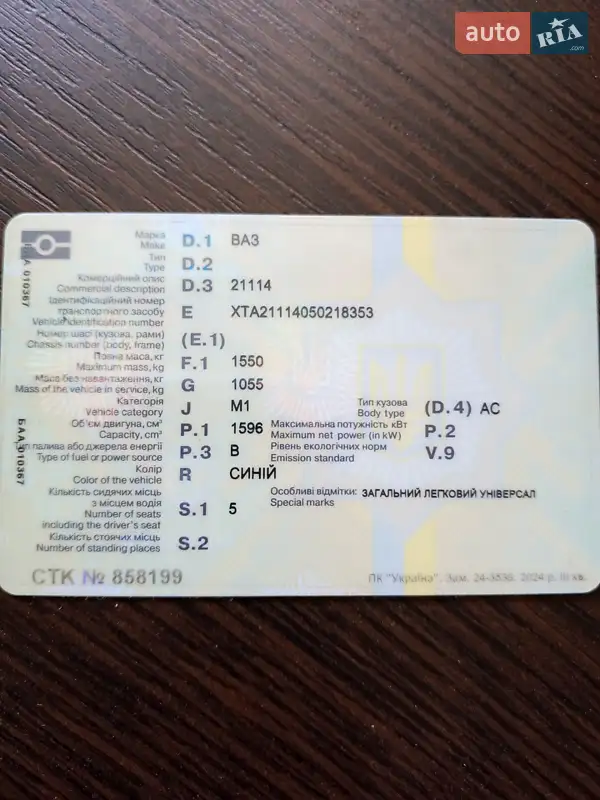 auto RIA .com
Марка D.1 ВАЗ
Make
Тип D.2
Type
Комерційний опис D.3 21114
Commercial description
Ідентифікаційний номер
транспортного засобу E XTA21114050218353
Vehicle identification number
Номер шасі (кузова, рами) (E.1)
Chassis number (body, frame)
Повна маса, кг F.1 1550
Maximum mass, kg
Маса без навантаження, кг G 1055
Mass of the vehicle in service, kg
Категорія J M1 Тип кузова (D.4) AC
Vehicle category Body type
Об'єм двигуна, см³ P.1 1596 Максимальна потужність кВт P.2
Capacity, cm³ Maximum net power (in kW)
Тип палива або джерела енергії P.3 B Рівень екологічних норм V.9
Type of fuel or power source Emission standard
Колір R СИНІЙ
Color of the vehicle
Кількість сидячих місць Особливі відмітки: ЗАГАЛЬНИЙ ЛЕГКОВИЙ УНІВЕРСАЛ
з місцем водія S.1 5 Special marks
Number of seats
including the driver's seat
Кількість стоячих місць S.2
Number of standing places
СТК № 858199 ПК "Україна". Зам. 24-3536. 2024 р. III кв.
БАА 010367